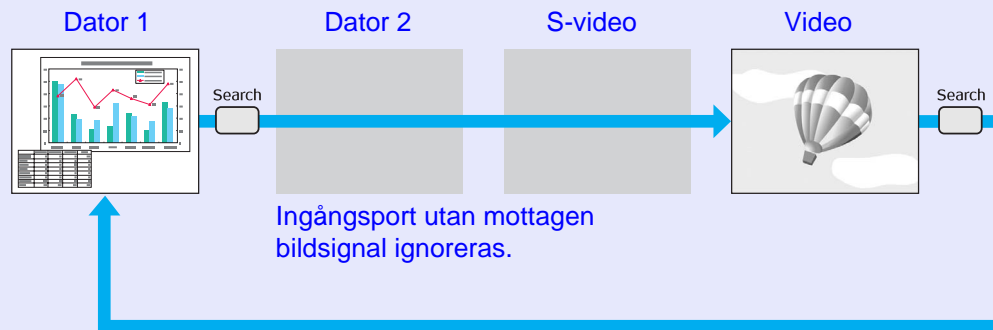 Dator 1
Dator 2
S-video
Video
Search
Search
Ingångsport utan mottagen
bildsignal ignoreras.